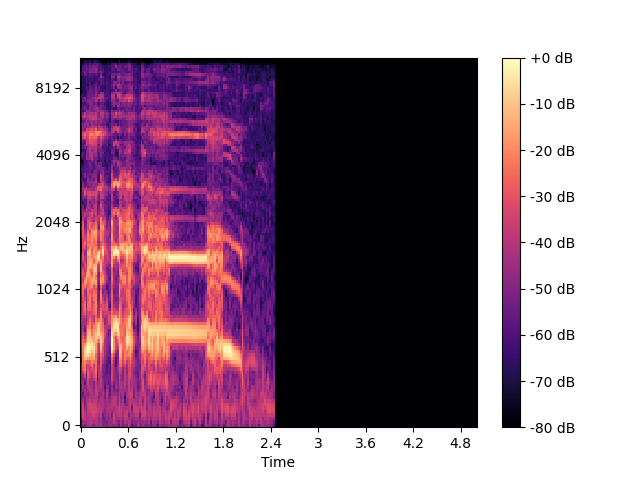 8192
4096
2048
1024
512
0
Hz
0 0.6 1.2 1.8 2.4 3 3.6 4.2 4.8
Time
+0 dB
-10 dB
-20 dB
-30 dB
-40 dB
-50 dB
-60 dB
-70 dB
-80 dB